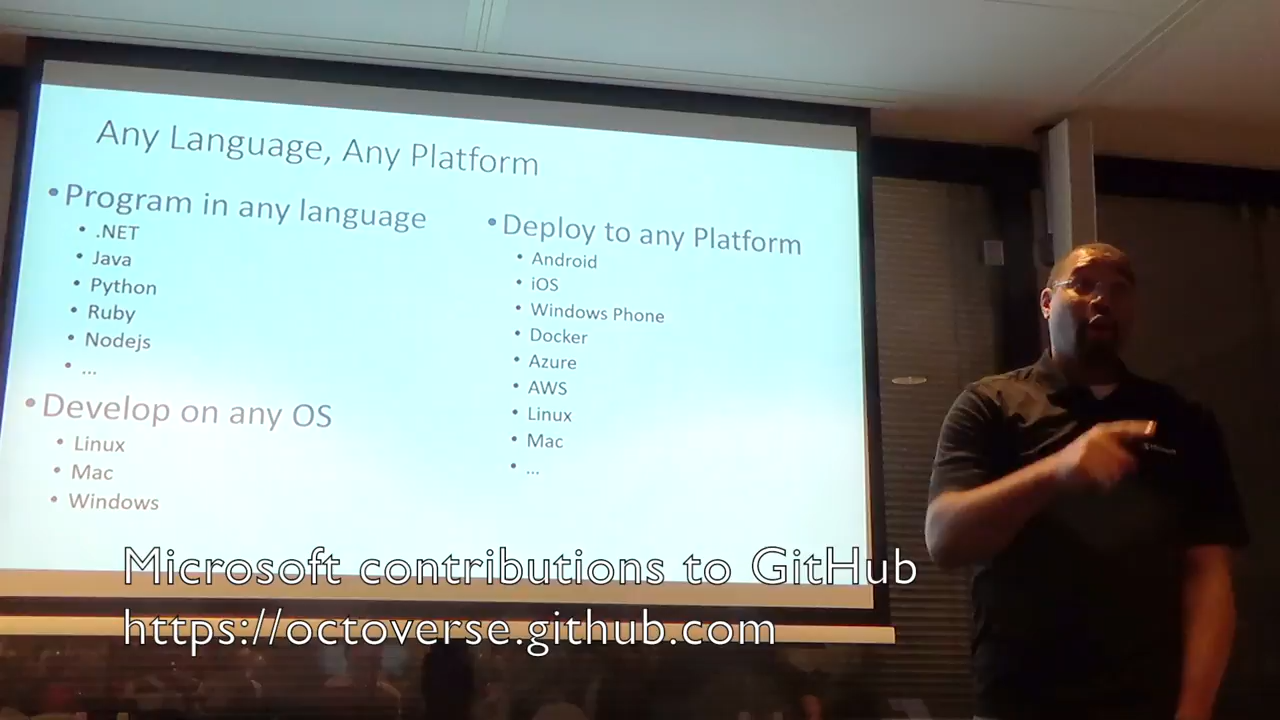 Any Language, Any Platform
•Program in any language
• .NET
• Java
• Python
• Ruby
• Nodejs
• ...
•Develop on any OS
• Linux
• Mac
• Windows
•Deploy to any Platform
• Android
• iOS
• Windows Phone
• Docker
• Azure
• AWS
• Linux
• Mac
• ...
Microsoft contributions to GitHub
https://octoverse.github.com